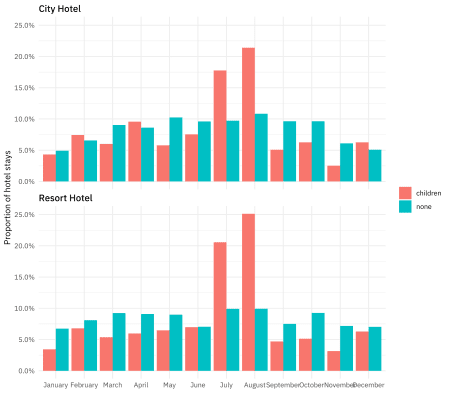 City Hotel
25.0%
20.0%
15.0%
10.0%
5.0%
0.0%
Resort Hotel
25.0%
20.0%
15.0%
10.0%
5.0%
0.0%
January February March April May June July August September October November December
Proportion of hotel stays
children
none